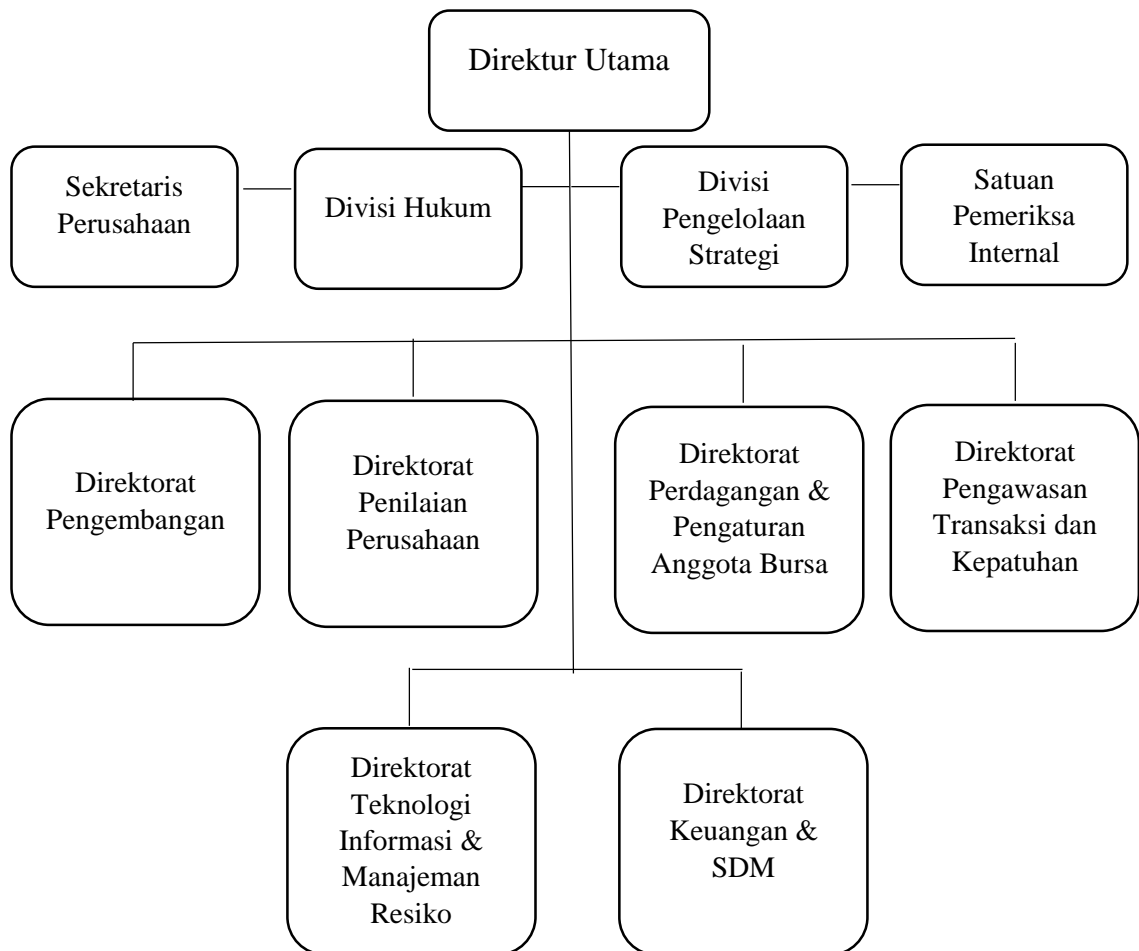 Direktur Utama
Sekretaris
Perusahaan
Divisi Hukum
Divisi
Pengelolaan
Strategi
Satuan
Pemeriksa
Internal
Direktorat
Pengembangan
Direktorat
Penilaian
Perusahaan
Direktorat
Perdagangan &
Pengaturan
Anggota Bursa
Direktorat
Pengawasan
Transaksi dan
Kepatuhan
Direktorat
Teknologi
Informasi &
Manajeman
Resiko
Direktorat
Keuangan &
SDM